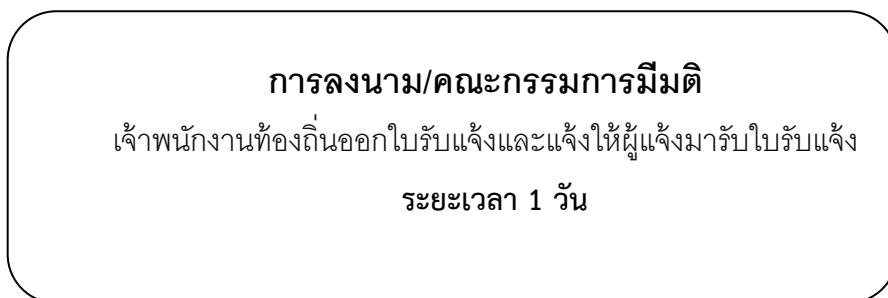 การลงนาม/คณะกรรมการมีมติ
เจ้าพนักงานท้องถิ่นออกใบรับแจ้งและแจ้งให้ผู้แจ้งมารับใบรับแจ้ง
ระยะเวลา 1 วัน